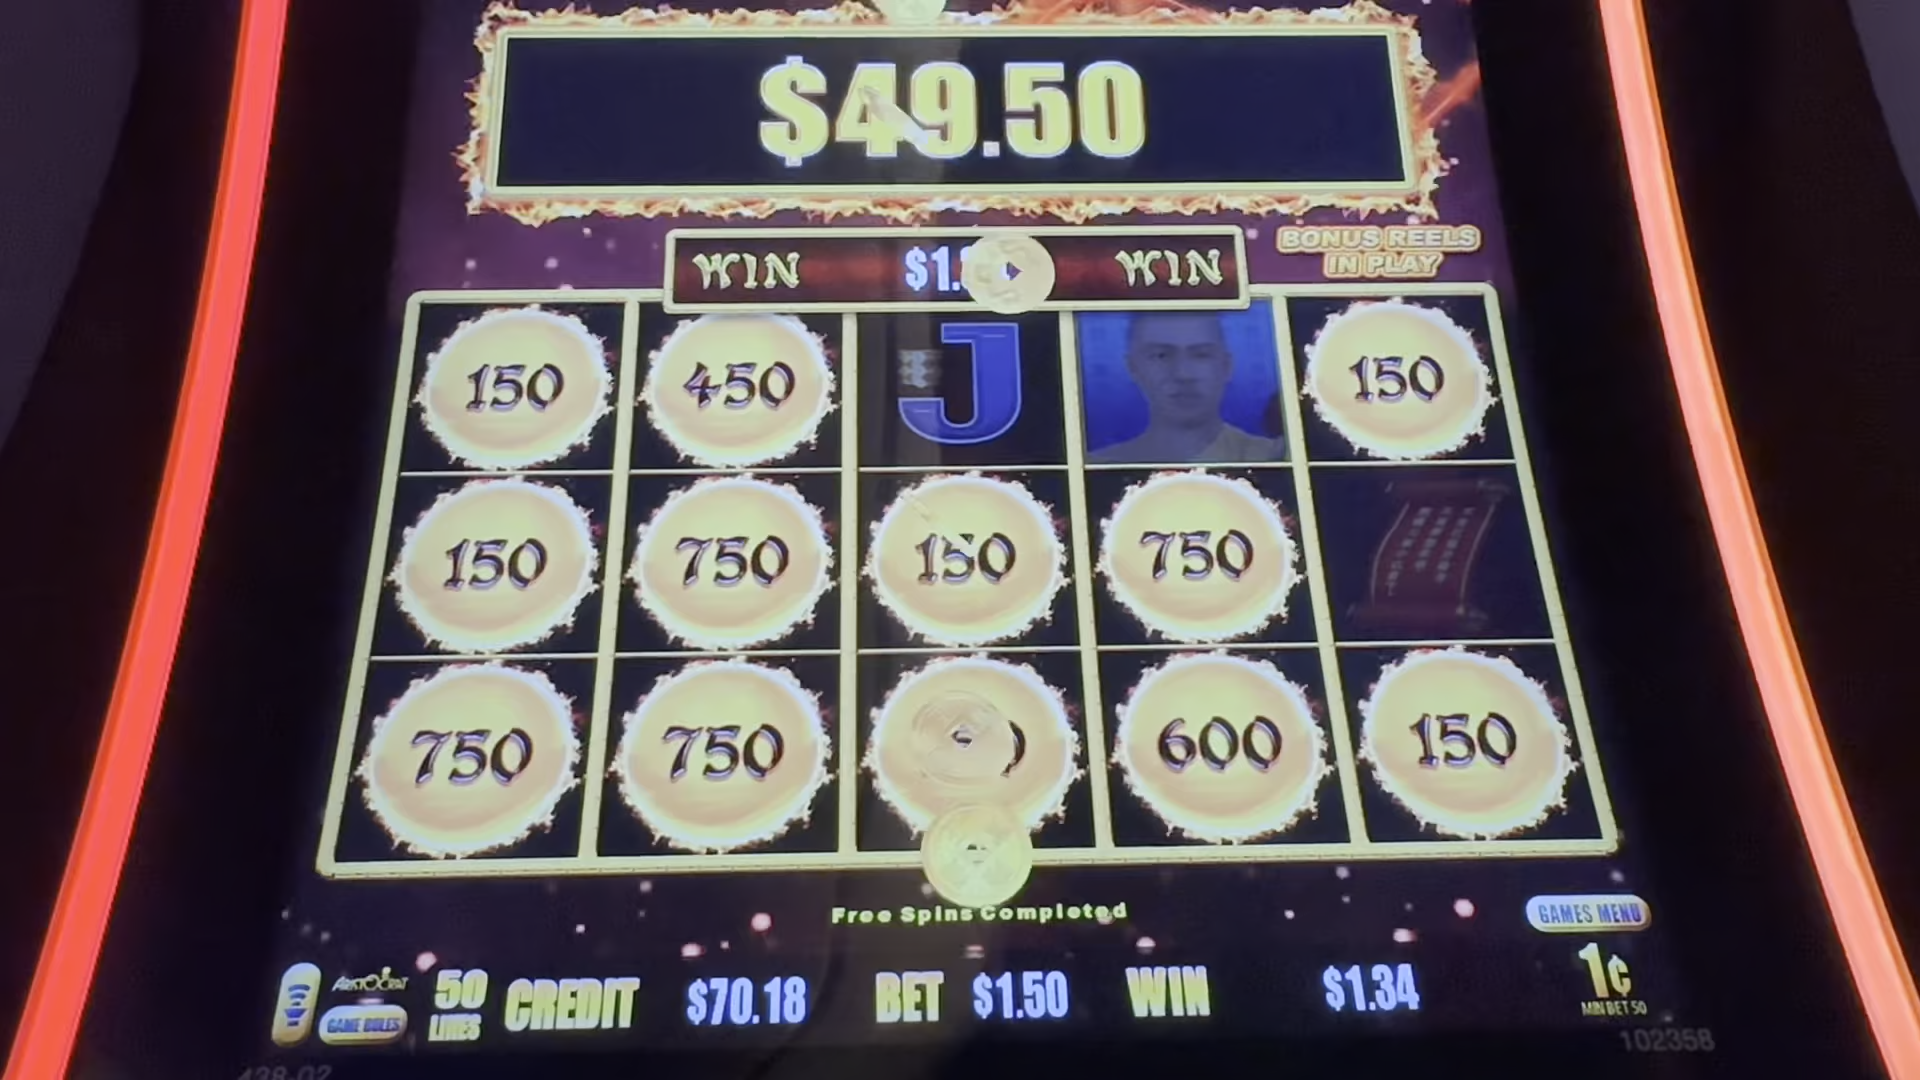 $49.50
WIN WIN
BONUS REELS
IN PLAY
150 450 J 150
150 750 150 750
750 750 600 150
Free Spins Completed
GAMES MENU
ARISTOCRAT
GAME RULES
50
LINES
CREDIT $70.18 BET $1.50 WIN $1.34
1¢
MIN BET 50
102358